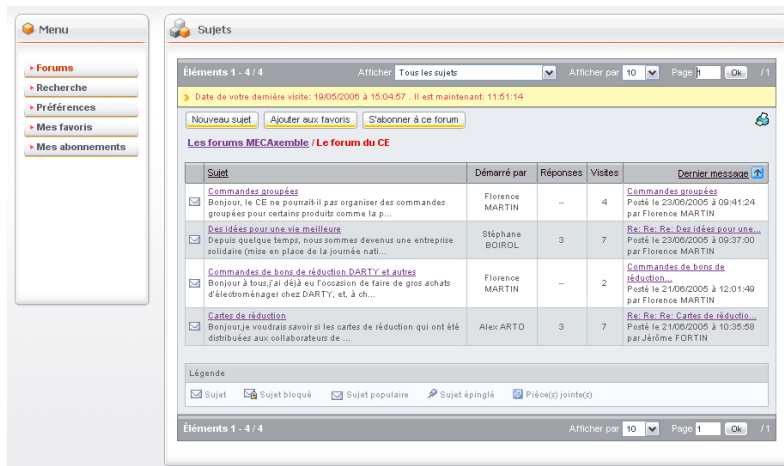 Menu
Forums
Recherche
Préférences
Mes favoris
Mes abonnements
Sujets
Éléments 1 - 4 / 4 Afficher Tous les sujets Afficher par 10 Page 1 Ok / 1
Date de votre dernière visite: 19/05/2006 à 15:04:57 . Il est maintenant: 11:51:14
Nouveau sujet Ajouter aux favoris S'abonner à ce forum
Les forums MECAxemble / Le forum du CE
Sujet Démarré par Réponses Visites Dernier message
Commandes groupées
Bonjour, le CE ne pourrait-il pas organiser des commandes
groupées pour certains produits comme la p...
Florence
MARTIN
-- 4
Commandes groupées
Posté le 23/06/2005 à 09:41:24
par Florence MARTIN
Des idées pour une vie meilleure
Depuis quelque temps, nous sommes devenus une entreprise
solidaire (mise en place de la journée nati...
Stéphane
BOIROL
3 7
Re: Re: Re: Des idées pour une...
Posté le 23/06/2005 à 09:37:00
par Florence MARTIN
Commandes de bons de réduction DARTY et autres
Bonjour à tous,j'ai déjà eu l'occasion de faire de gros achats
d'électroménager chez DARTY, et, à ch...
Florence
MARTIN
-- 2
Commandes de bons de
réduction...
Posté le 21/06/2005 à 12:01:49
par Florence MARTIN
Cartes de réduction
Bonjour,je voudrais savoir si les cartes de réduction qui ont été
distribuées aux collaborateurs de ...
Alex ARTO
3 7
Re: Re: Re: Cartes de réductio...
Posté le 21/06/2005 à 10:35:58
par Jérôme FORTIN
Légende
Sujet Sujet bloqué Sujet populaire Sujet épinglé Pièce(s) jointe(s)
Éléments 1 - 4 / 4 Afficher par 10 Page 1 Ok / 1